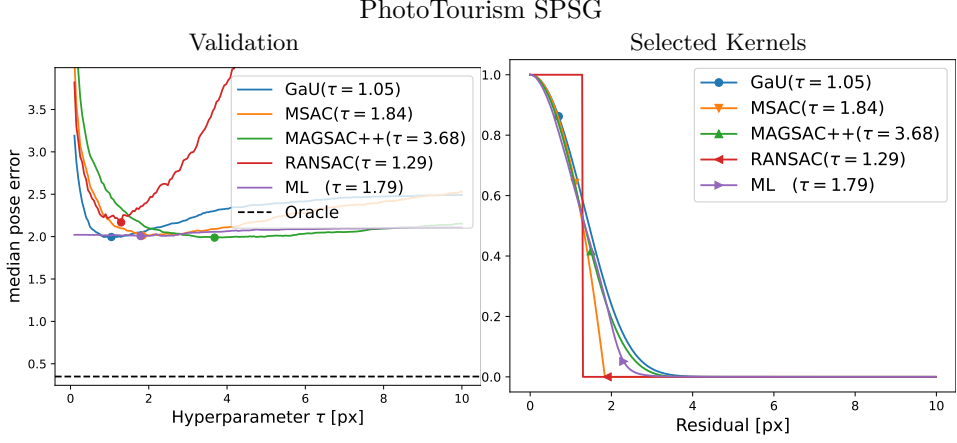 PhotoTourism SPSG
Validation
3.5
3.0
2.5
2.0
1.5
1.0
0.5
median pose error
GaU(τ = 1.05)
MSAC(τ = 1.84)
MAGSAC++(τ = 3.68)
RANSAC(τ = 1.29)
ML (τ = 1.79)
Oracle
0 2 4 6 8 10
Hyperparameter τ [px]
Selected Kernels
1.0
0.8
0.6
0.4
0.2
0.0
GaU(τ = 1.05)
MSAC(τ = 1.84)
MAGSAC++(τ = 3.68)
RANSAC(τ = 1.29)
ML (τ = 1.79)
0 2 4 6 8 10
Residual [px]